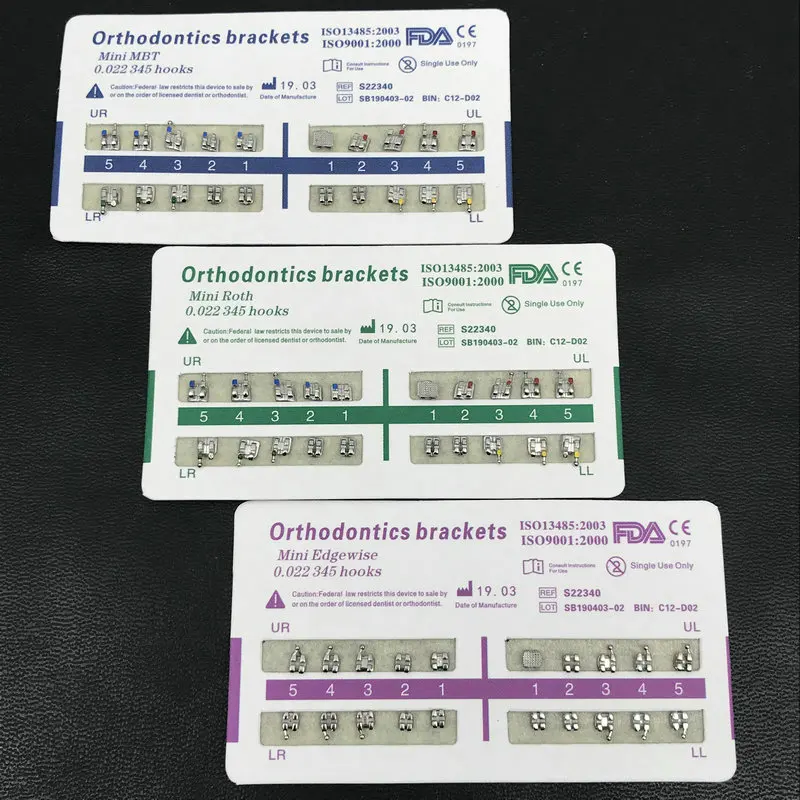 Orthodontics brackets ISO13485:2003 FDA CE
ISO9001:2000 0197
Mini MBT
0.022 345 hooks
Consult Instructions For Use Single Use Only
Caution:Federal law restricts this device to sale by
or on the order of licensed dentist or orthodontist.
19.03
Date of Manufacture
REF S22340
LOT SB190403-02 BIN: C12-D02
UR UL
5 4 3 2 1 1 2 3 4 5
LR LL
Orthodontics brackets ISO13485:2003 FDA CE
ISO9001:2000 0197
Mini Roth
0.022 345 hooks
Consult Instructions For Use Single Use Only
Caution:Federal law restricts this device to sale by
or on the order of licensed dentist or orthodontist.
19.03
Date of Manufacture
REF S22340
LOT SB190403-02 BIN: C12-D02
UR UL
5 4 3 2 1 1 2 3 4 5
LR LL
Orthodontics brackets ISO13485:2003 FDA CE
ISO9001:2000 0197
Mini Edgewise
0.022 345 hooks
Consult Instructions For Use Single Use Only
Caution:Federal law restricts this device to sale by
or on the order of licensed dentist or orthodontist.
19.03
Date of Manufacture
REF S22340
LOT SB190403-02 BIN: C12-D02
UR UL
5 4 3 2 1 1 2 3 4 5
LR LL